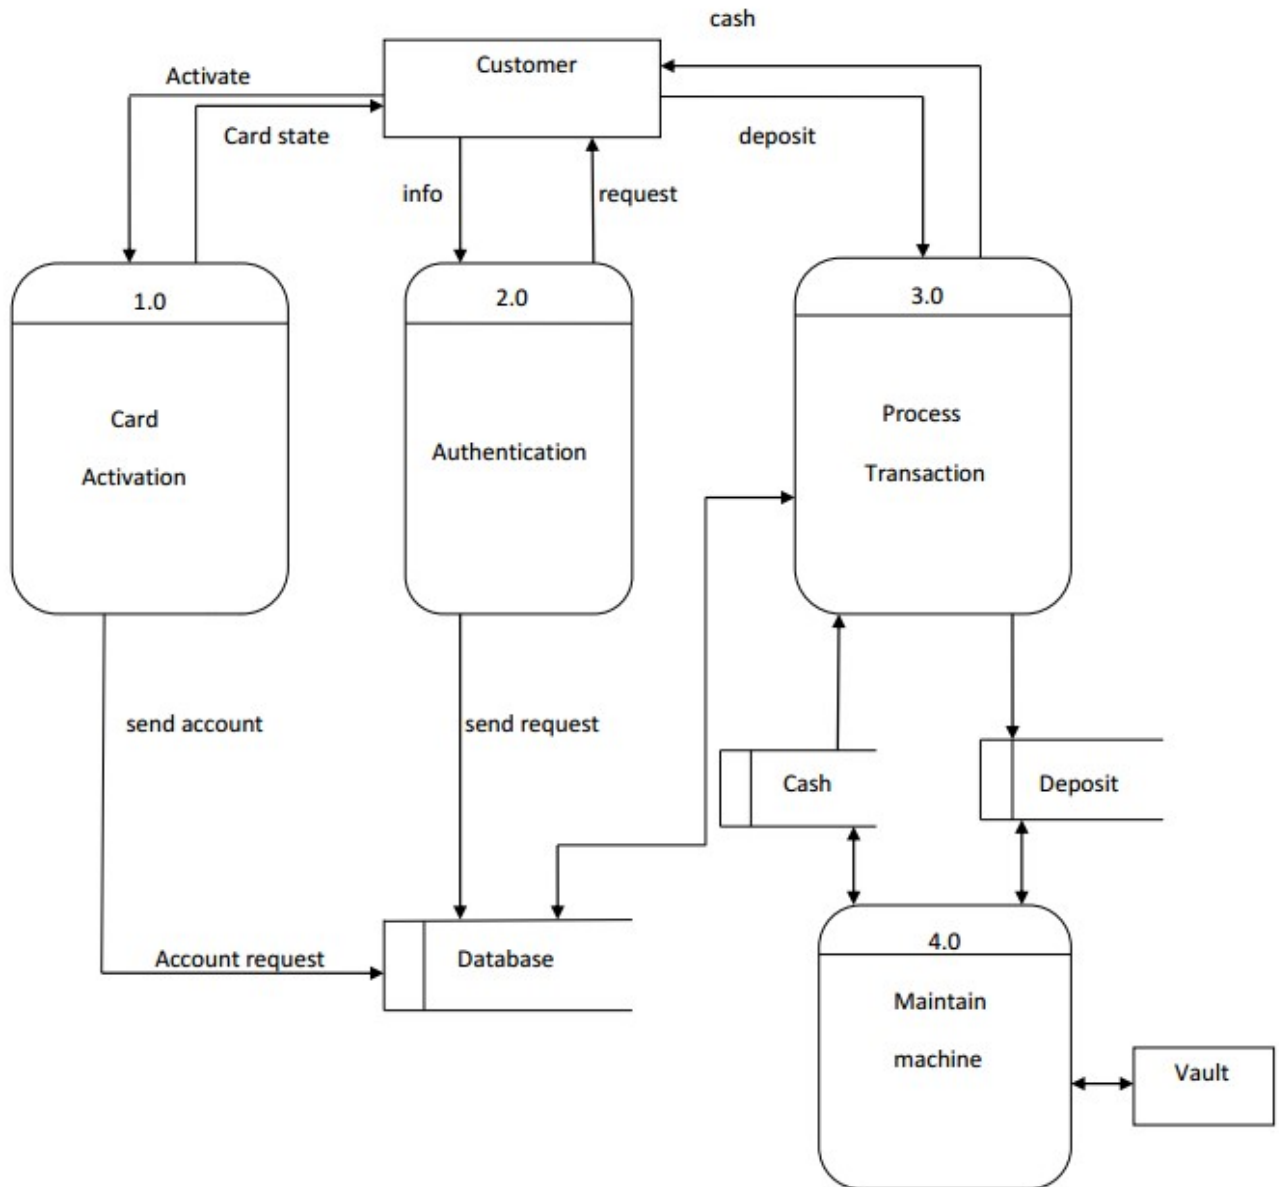 cash
Customer
Activate
Card state
deposit
info
request
1.0
2.0
3.0
Card
Activation
Authentication
Process
Transaction
send account
send request
Cash
Deposit
Account request
Database
4.0
Maintain
machine
Vault